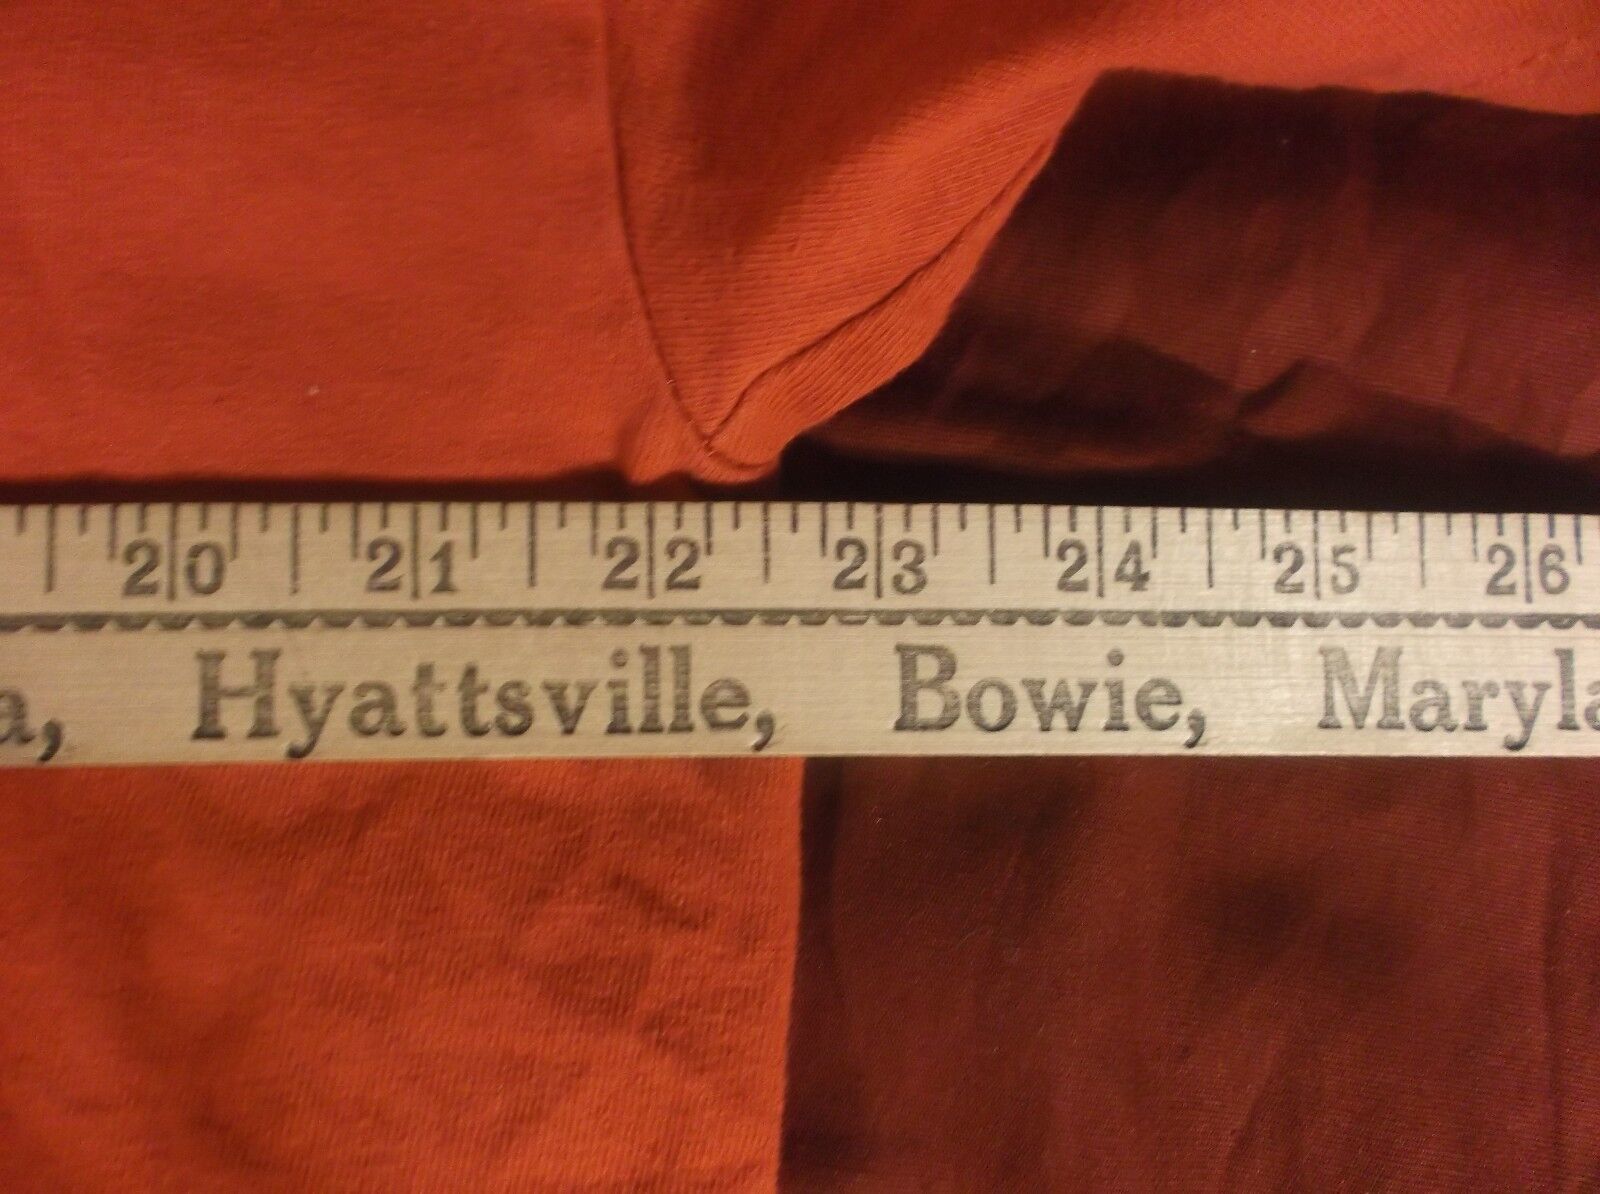 20 21 22 23 24 25 26
a, Hyattsville, Bowie, Maryla